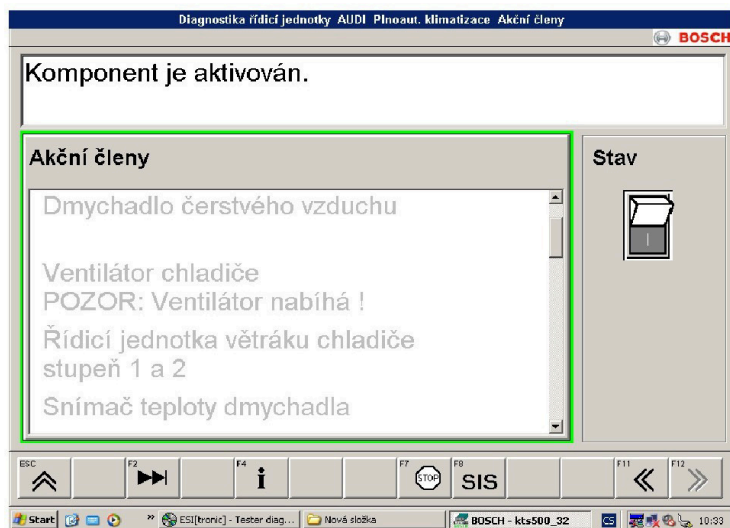 Diagnostika řídicí jednotky AUDI Plnoaut. klimatizace Akční členy
BOSCH
Komponent je aktivován.
Akční členy
Stav
Dmychadlo čerstvého vzduchu
Ventilátor chladiče
POZOR: Ventilátor nabíhá !
Řídicí jednotka větráku chladiče
stupeň 1 a 2
Snímač teploty dmychadla
ESC F2 F4 F7 F8 F11 F12
i STOP SIS
Start » ESI[tronic] - Tester diag... Nová složka BOSCH - kts500_32 CS 10:33